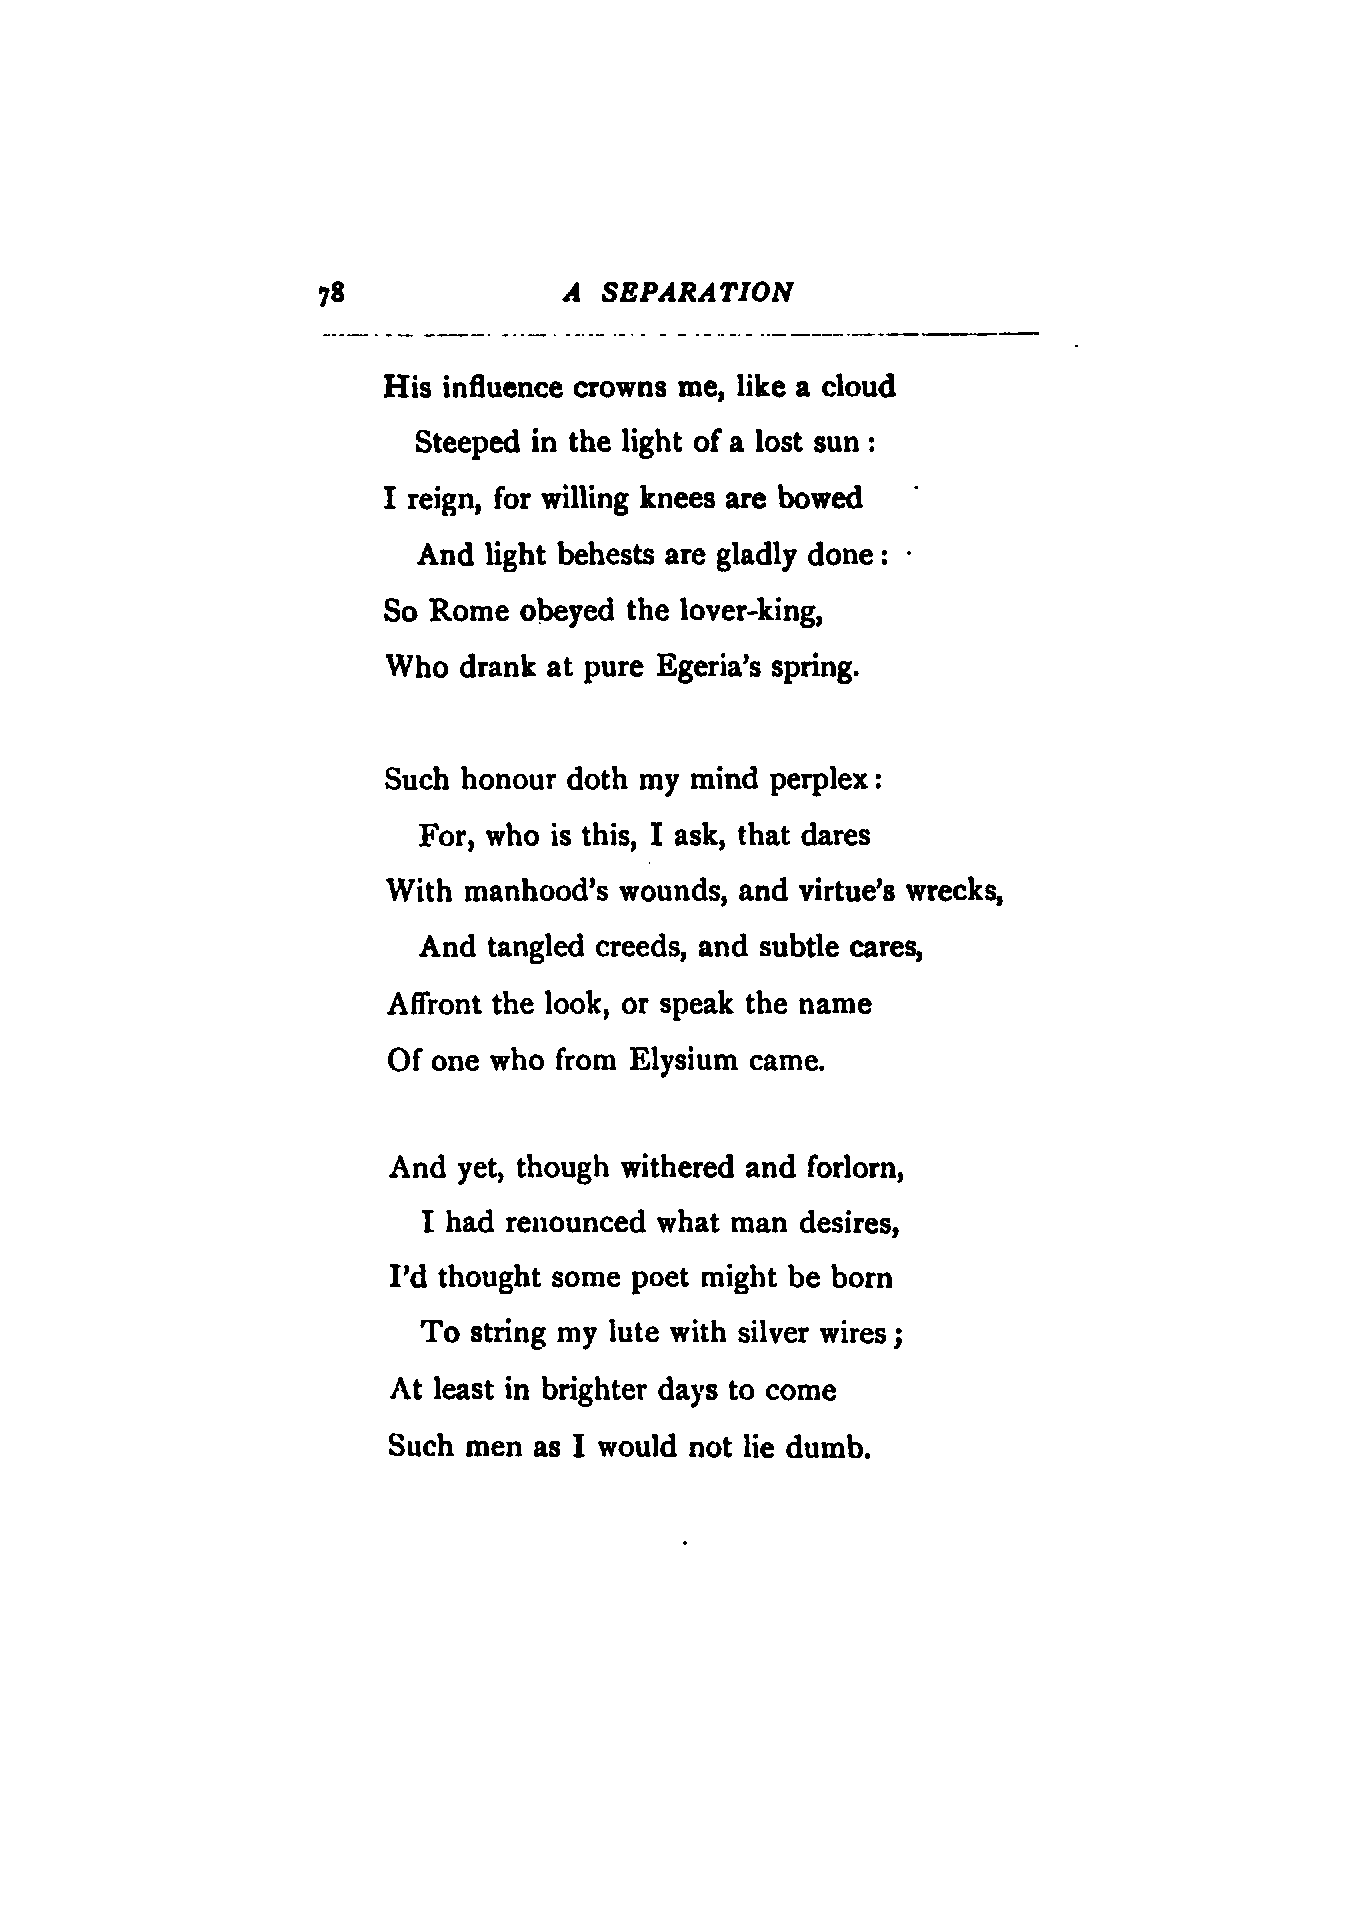 78 A SEPARATION
His influence crowns me, like a cloud
Steeped in the light of a lost sun :
I reign, for willing knees are bowed
And light behests are gladly done :
So Rome obeyed the lover-king,
Who drank at pure Egeria's spring.
Such honour doth my mind perplex :
For, who is this, I ask, that dares
With manhood's wounds, and virtue's wrecks,
And tangled creeds, and subtle cares,
Affront the look, or speak the name
Of one who from Elysium came.
And yet, though withered and forlorn,
I had renounced what man desires,
I'd thought some poet might be born
To string my lute with silver wires ;
At least in brighter days to come
Such men as I would not lie dumb.